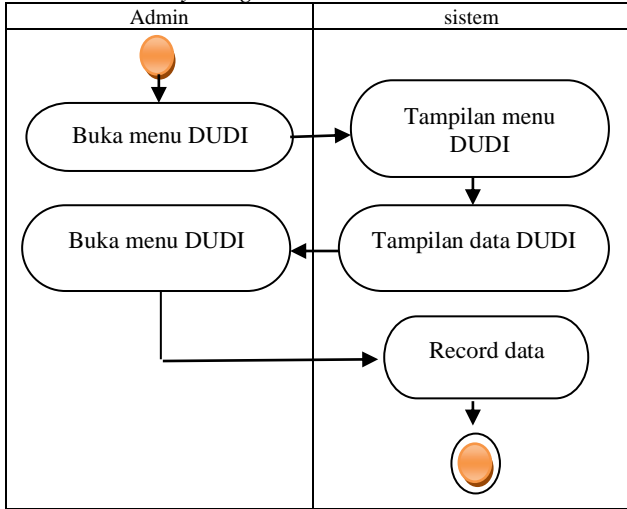 Admin
sistem
Buka menu DUDI
Tampilan menu
DUDI
Buka menu DUDI
Tampilan data DUDI
Record data